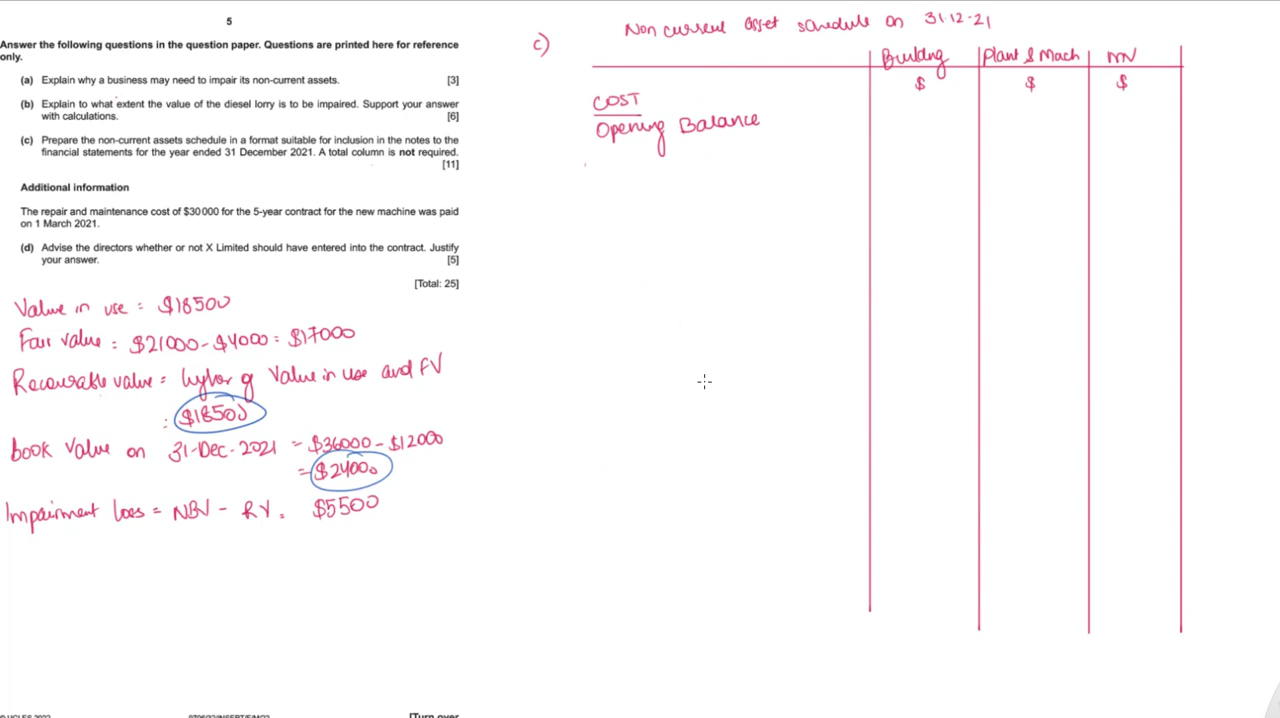 5
Answer the following questions in the question paper. Questions are printed here for reference
only.
(a) Explain why a business may need to impair its non-current assets. [3]
(b) Explain to what extent the value of the diesel lorry is to be impaired. Support your answer
with calculations. [6]
(c) Prepare the non-current assets schedule in a format suitable for inclusion in the notes to the
financial statements for the year ended 31 December 2021. A total column is not required.
[11]
Additional information
The repair and maintenance cost of $30 000 for the 5-year contract for the new machine was paid
on 1 March 2021.
(d) Advise the directors whether or not X Limited should have entered into the contract. Justify
your answer. [5]
[Total: 25]
Value in use = $18500
Fair value = $21000 - $4000 = $17000
Recoverable value = higher of Value in use and FV
: $18500
book value on 31-Dec-2021 = $36000 - $12000
= $24000
Impairment loss = NBV - RV = $5500
[Turn over
c) Non current asset schedule on 31-12-21
Building Plant & Mach MV
$ $ $
COST
Opening Balance